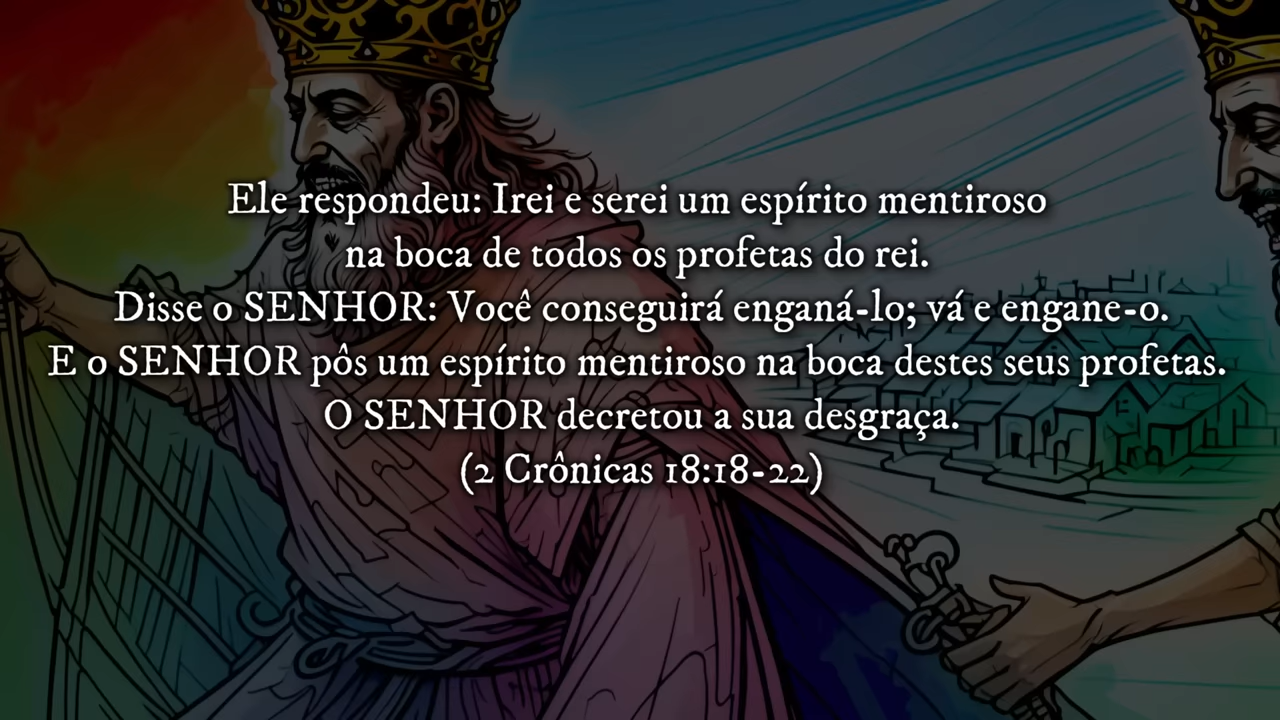 Ele respondeu: Irei e serei um espírito mentiroso
na boca de todos os profetas do rei.
Disse o SENHOR: Você conseguirá enganá-lo; vá e engane-o.
E o SENHOR pôs um espírito mentiroso na boca destes seus profetas.
O SENHOR decretou a sua desgraça.
(2 Crônicas 18:18-22)